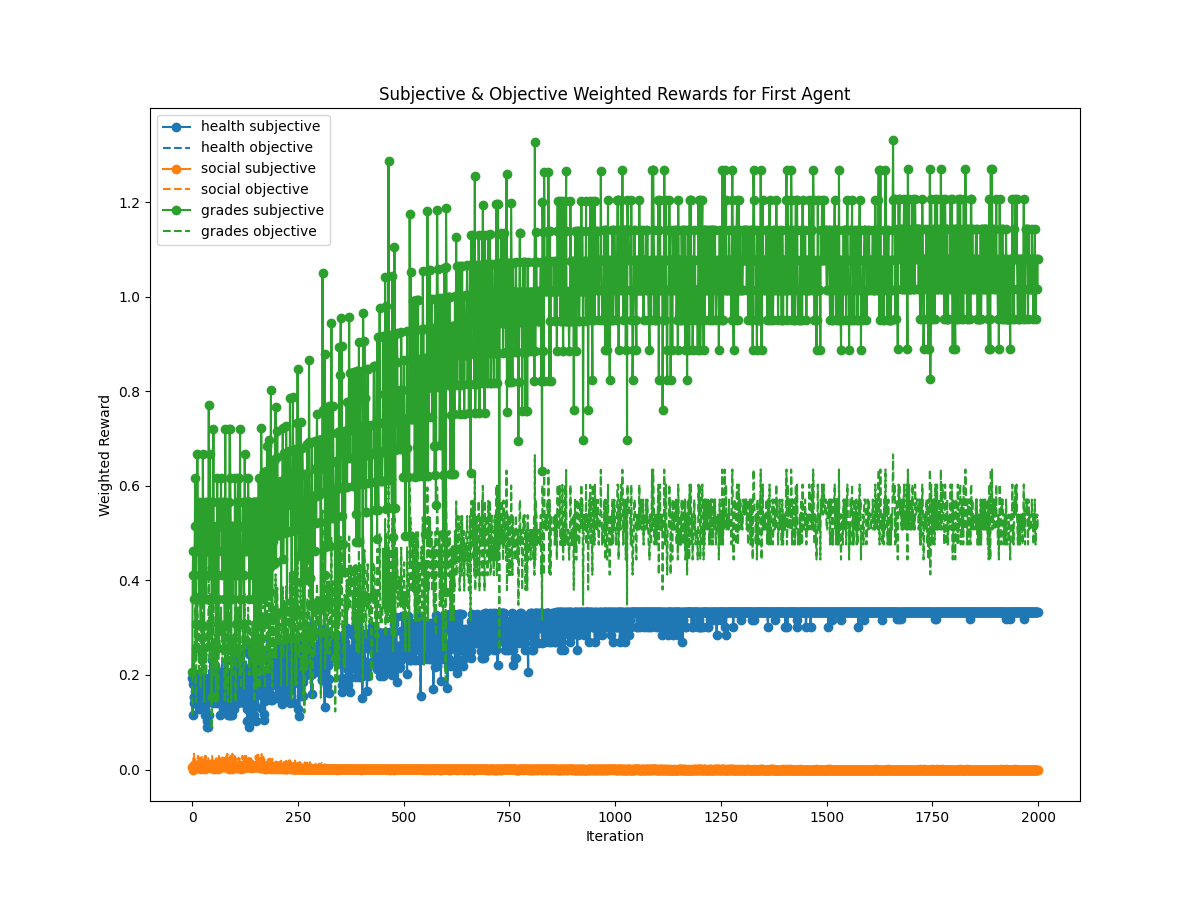 Subjective & Objective Weighted Rewards for First Agent
health subjective
health objective
social subjective
social objective
grades subjective
grades objective
Weighted Reward
1.2
1.0
0.8
0.6
0.4
0.2
0.0
0 250 500 750 1000 1250 1500 1750 2000
Iteration